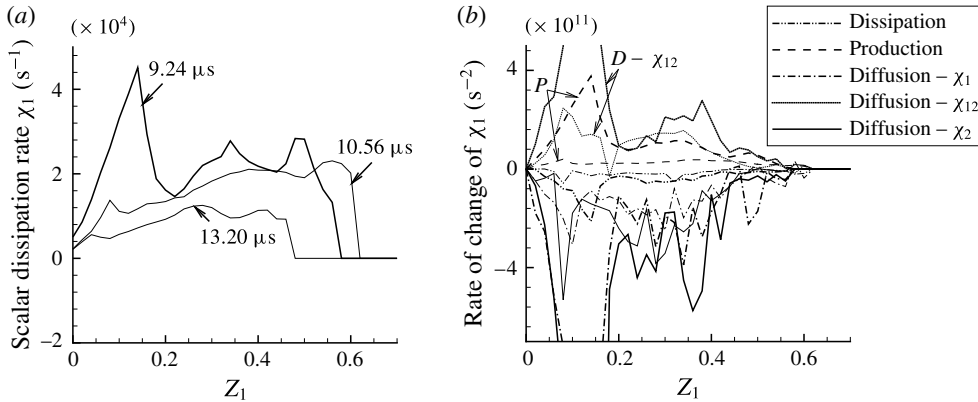 (a)
(× 10⁴)
Scalar dissipation rate χ₁ (s⁻¹)
4
2
0
−2
0
0.2
0.4
0.6
Z₁
9.24 μs
10.56 μs
13.20 μs
(b)
(× 10¹¹)
Rate of change of χ₁ (s⁻²)
4
0
−4
0
0.2
0.4
0.6
Z₁
P
D − χ₁₂
Dissipation
Production
Diffusion − χ₁
Diffusion − χ₁₂
Diffusion − χ₂